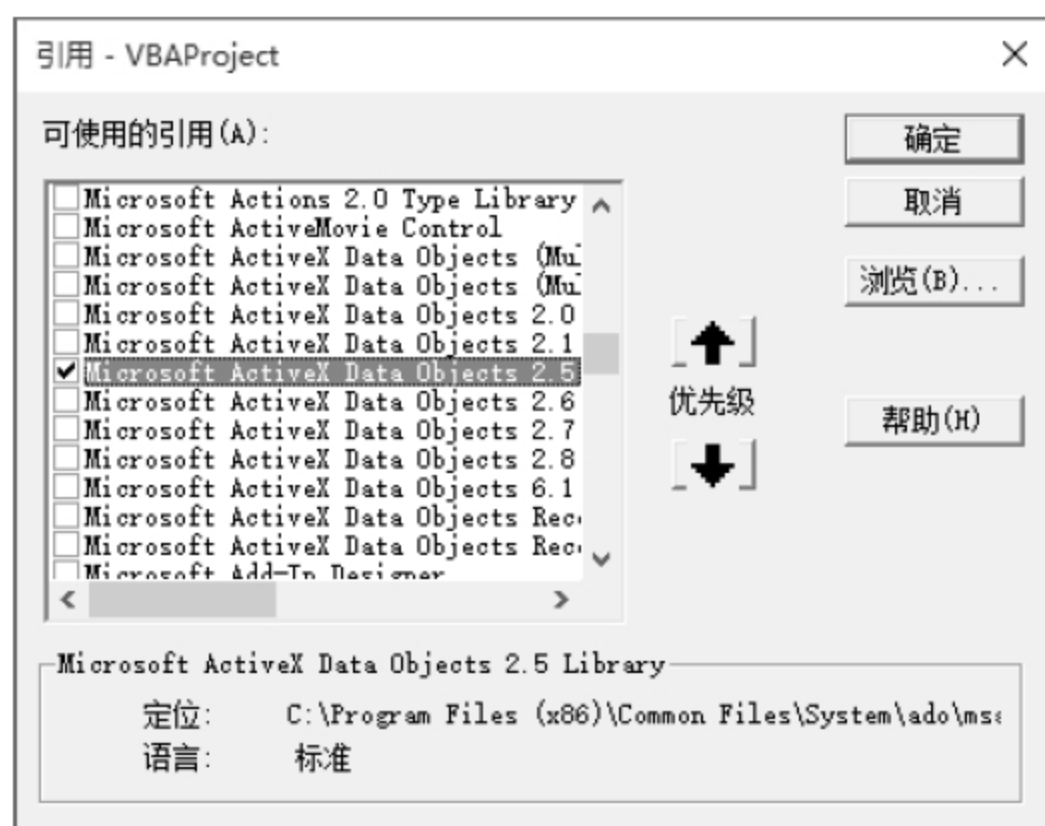 引用 - VBAProject
可使用的引用(A):
确定
取消
浏览(B)...
帮助(H)
Microsoft Actions 2.0 Type Library
Microsoft ActiveMovie Control
Microsoft ActiveX Data Objects (Mul
Microsoft ActiveX Data Objects (Mul
Microsoft ActiveX Data Objects 2.0
Microsoft ActiveX Data Objects 2.1
Microsoft ActiveX Data Objects 2.5
Microsoft ActiveX Data Objects 2.6
Microsoft ActiveX Data Objects 2.7
Microsoft ActiveX Data Objects 2.8
Microsoft ActiveX Data Objects 6.1
Microsoft ActiveX Data Objects Rec
Microsoft ActiveX Data Objects Rec
Microsoft Add-In Designer
优先级
Microsoft ActiveX Data Objects 2.5 Library
定位: C:\Program Files (x86)\Common Files\System\ado\ms
语言: 标准